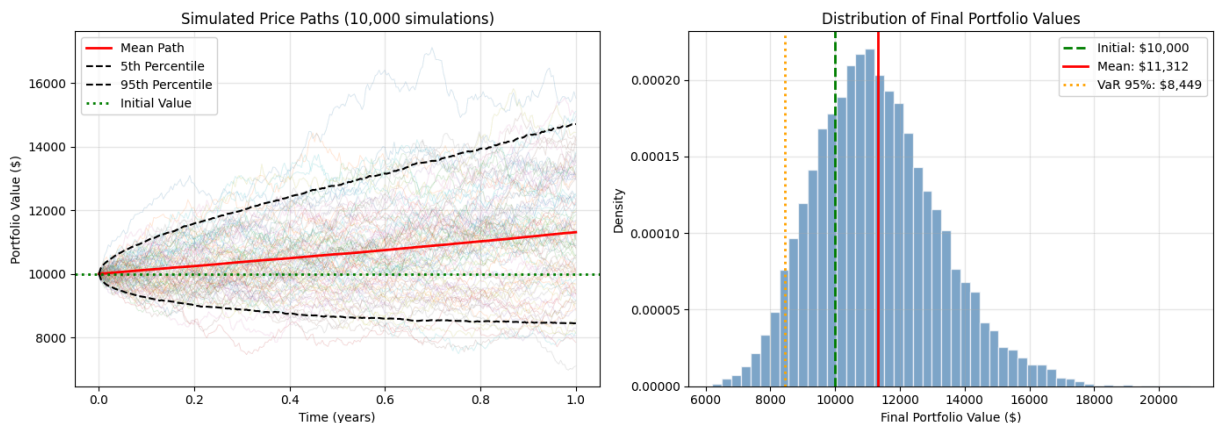 Simulated Price Paths (10,000 simulations)
Mean Path
5th Percentile
95th Percentile
Initial Value
Portfolio Value ($)
16000
14000
12000
10000
8000
0.0
0.2
0.4
0.6
0.8
1.0
Time (years)
Distribution of Final Portfolio Values
Initial: $10,000
Mean: $11,312
VaR 95%: $8,449
Density
0.00020
0.00015
0.00010
0.00005
0.00000
6000
8000
10000
12000
14000
16000
18000
20000
Final Portfolio Value ($)